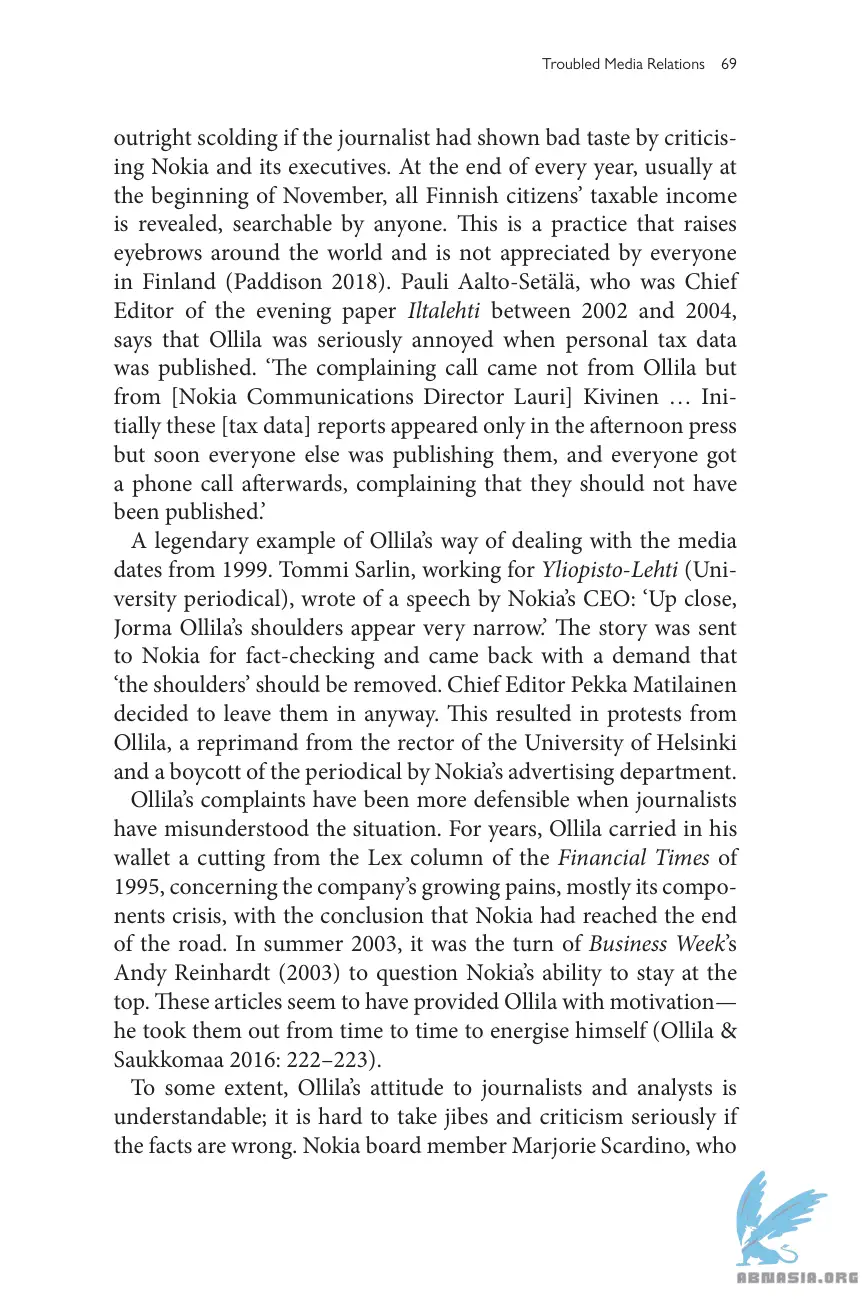 Troubled Media Relations 69
outright scolding if the journalist had shown bad taste by criticis-
ing Nokia and its executives. At the end of every year, usually at
the beginning of November, all Finnish citizens’ taxable income
is revealed, searchable by anyone. This is a practice that raises
eyebrows around the world and is not appreciated by everyone
in Finland (Paddison 2018). Pauli Aalto-Setälä, who was Chief
Editor of the evening paper Iltalehti between 2002 and 2004,
says that Ollila was seriously annoyed when personal tax data
was published. ‘The complaining call came not from Ollila but
from [Nokia Communications Director Lauri] Kivinen … Ini-
tially these [tax data] reports appeared only in the afternoon press
but soon everyone else was publishing them, and everyone got
a phone call afterwards, complaining that they should not have
been published.’
A legendary example of Ollila’s way of dealing with the media
dates from 1999. Tommi Sarlin, working for Yliopisto-Lehti (Uni-
versity periodical), wrote of a speech by Nokia’s CEO: ‘Up close,
Jorma Ollila’s shoulders appear very narrow.’ The story was sent
to Nokia for fact-checking and came back with a demand that
‘the shoulders’ should be removed. Chief Editor Pekka Matilainen
decided to leave them in anyway. This resulted in protests from
Ollila, a reprimand from the rector of the University of Helsinki
and a boycott of the periodical by Nokia’s advertising department.
Ollila’s complaints have been more defensible when journalists
have misunderstood the situation. For years, Ollila carried in his
wallet a cutting from the Lex column of the Financial Times of
1995, concerning the company’s growing pains, mostly its compo-
nents crisis, with the conclusion that Nokia had reached the end
of the road. In summer 2003, it was the turn of Business Week’s
Andy Reinhardt (2003) to question Nokia’s ability to stay at the
top. These articles seem to have provided Ollila with motivation—
he took them out from time to time to energise himself (Ollila &
Saukkomaa 2016: 222–223).
To some extent, Ollila’s attitude to journalists and analysts is
understandable; it is hard to take jibes and criticism seriously if
the facts are wrong. Nokia board member Marjorie Scardino, who
ABNASIA.ORG